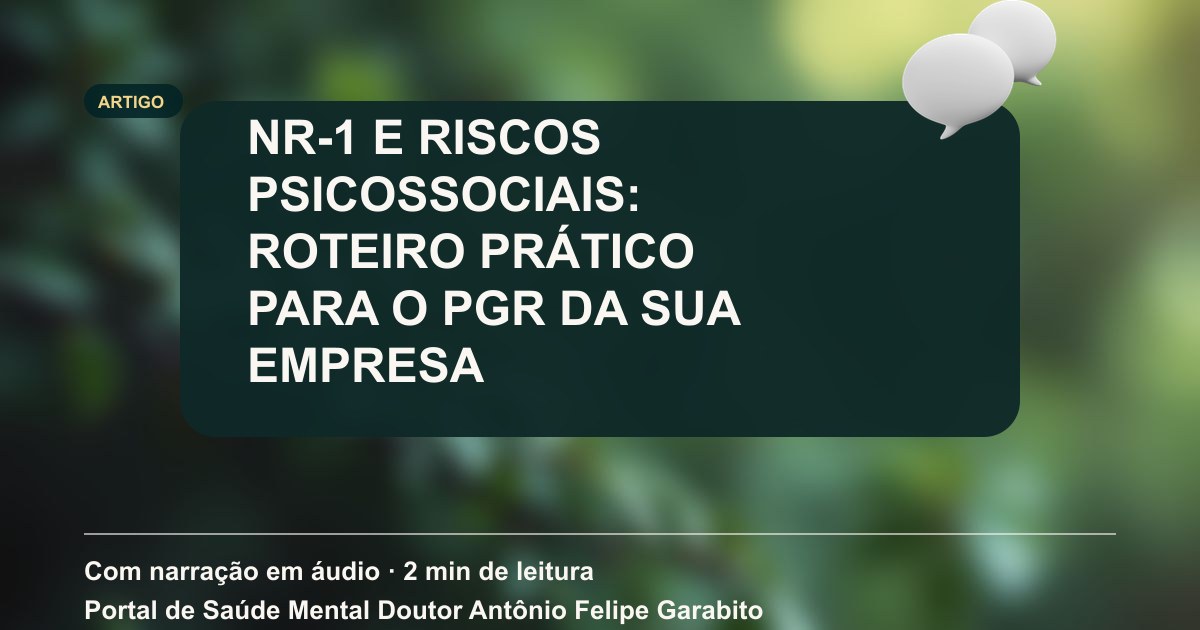 ARTIGO
NR-1 E RISCOS
PSICOSSOCIAIS:
ROTEIRO PRÁTICO
PARA O PGR DA SUA
EMPRESA
Com narração em áudio · 2 min de leitura
Portal de Saúde Mental Doutor Antônio Felipe Garabito